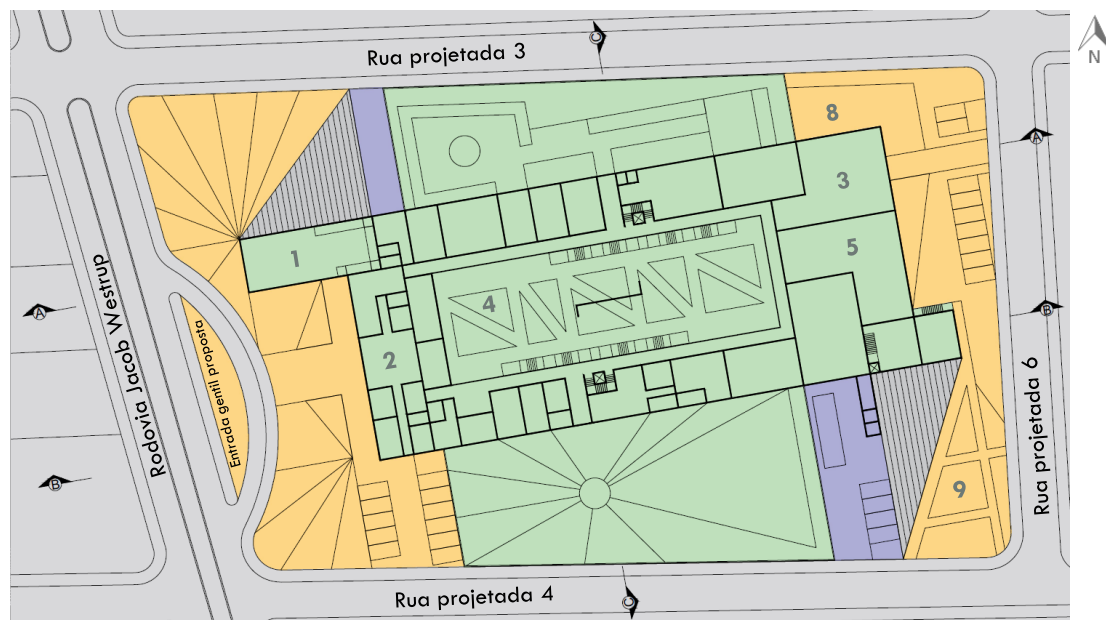 C
Rua projetada 3
N
8
A
3
1
5
4
A
B
2
Rodovia Jacob Westrup
Entrada gentil proposta
Rua projetada 6
B
9
Rua projetada 4
C